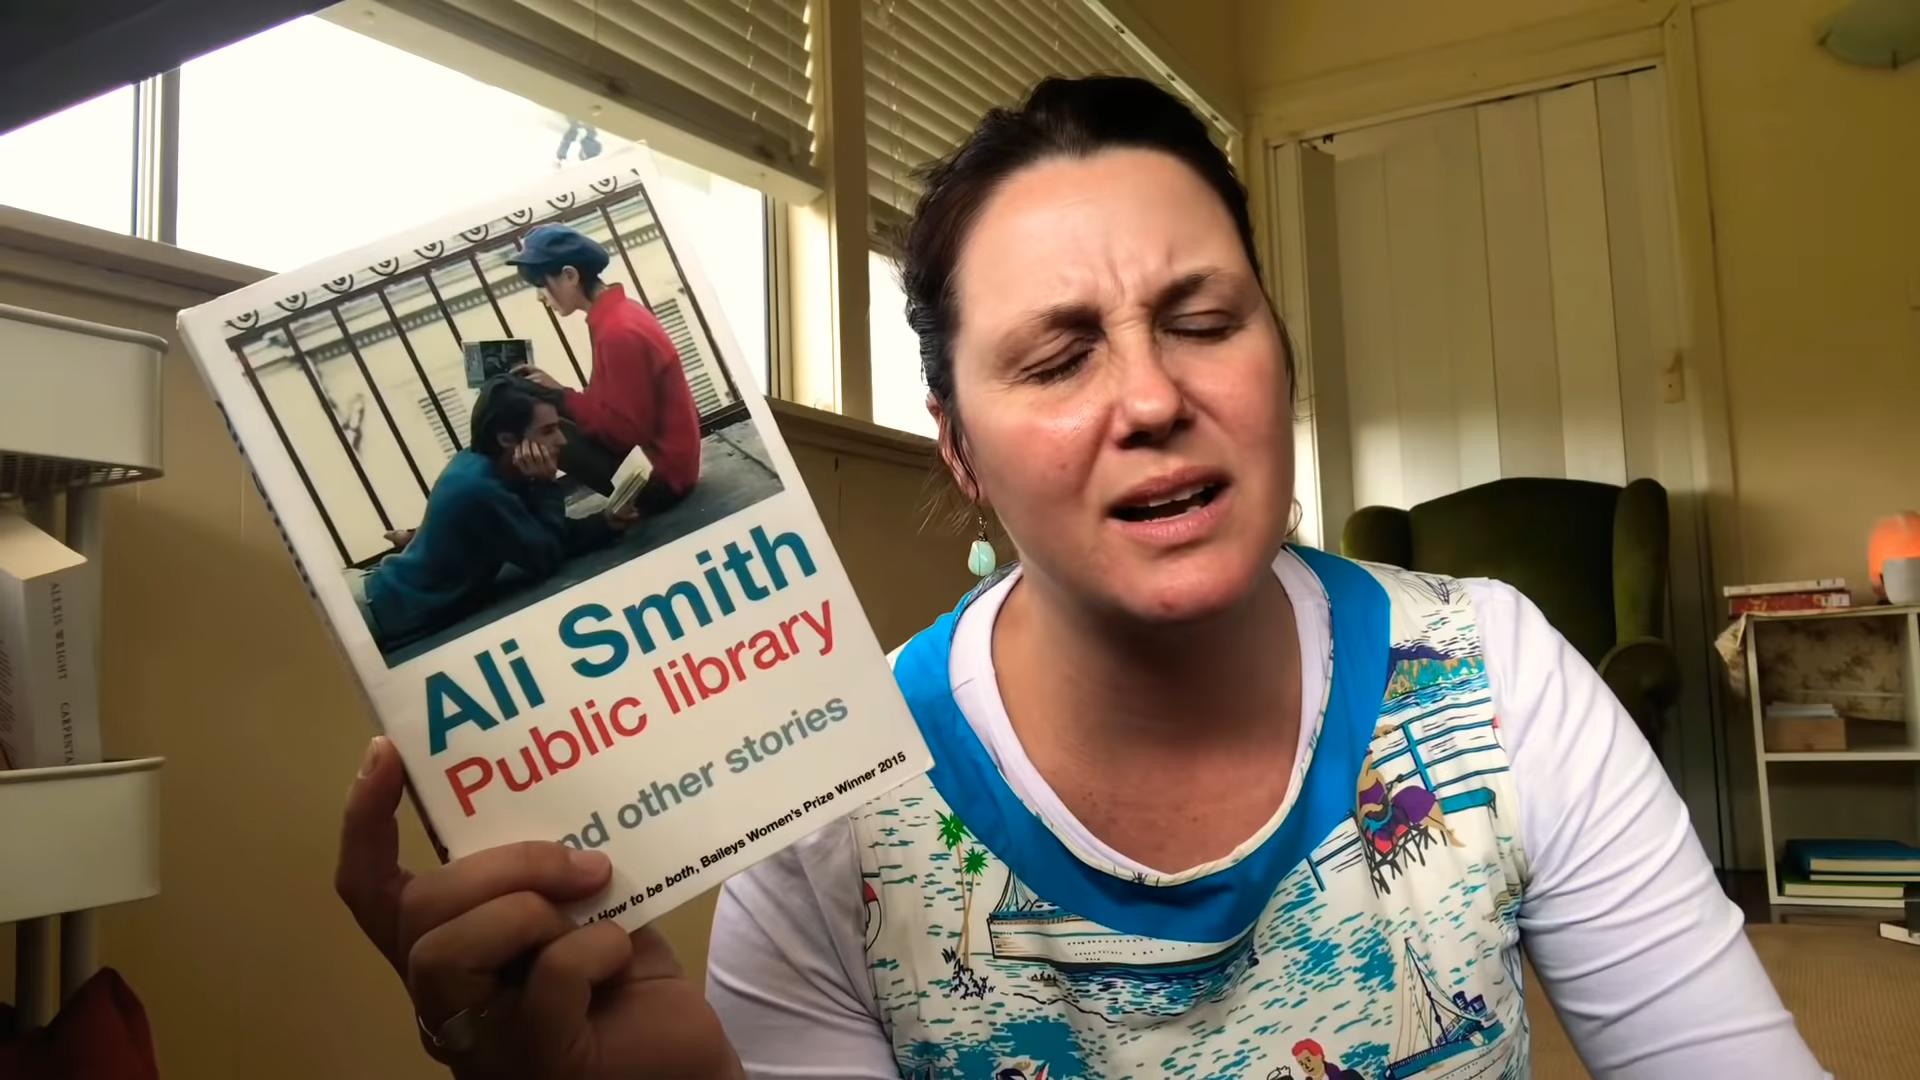 Ali Smith
Public library
nd other stories
How to be both, Baileys Women's Prize Winner 2015
ALEXIS WRIGHT CARPENTA